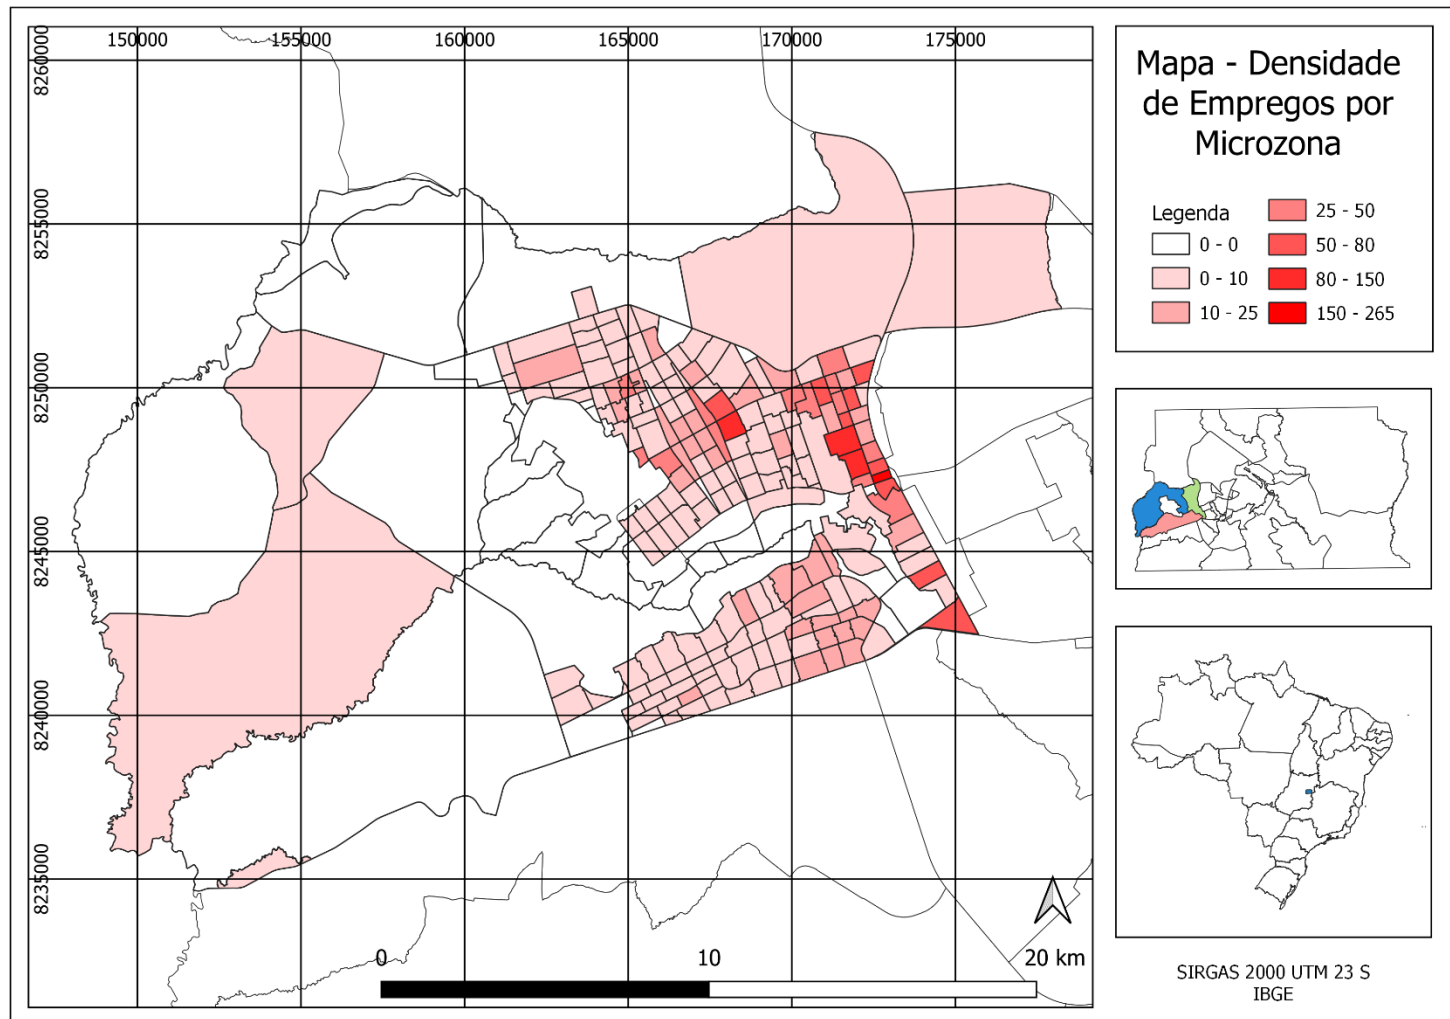 150000 155000 160000 165000 170000 175000
8260000
8255000
8250000
8245000
8240000
8235000
0 10 20 km
Mapa - Densidade
de Empregos por
Microzona
Legenda
0 - 0
0 - 10
10 - 25
25 - 50
50 - 80
80 - 150
150 - 265
SIRGAS 2000 UTM 23 S
IBGE